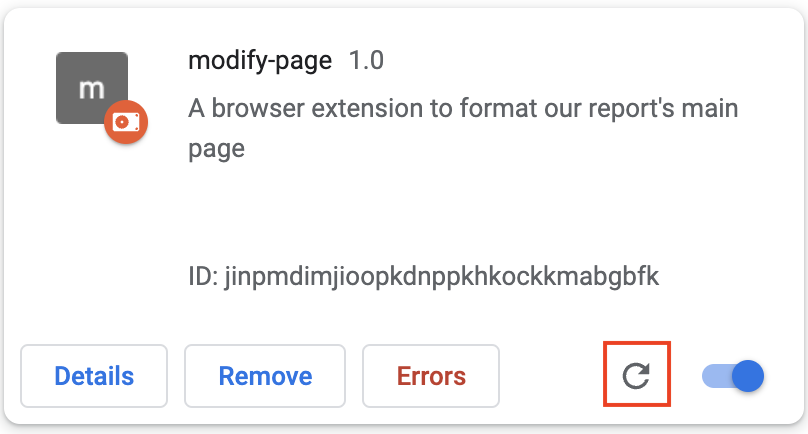 m
modify-page 1.0
A browser extension to format our report's main
page
ID: jinpmdimjioopkdnppkhkockkmabgbfk
Details Remove Errors